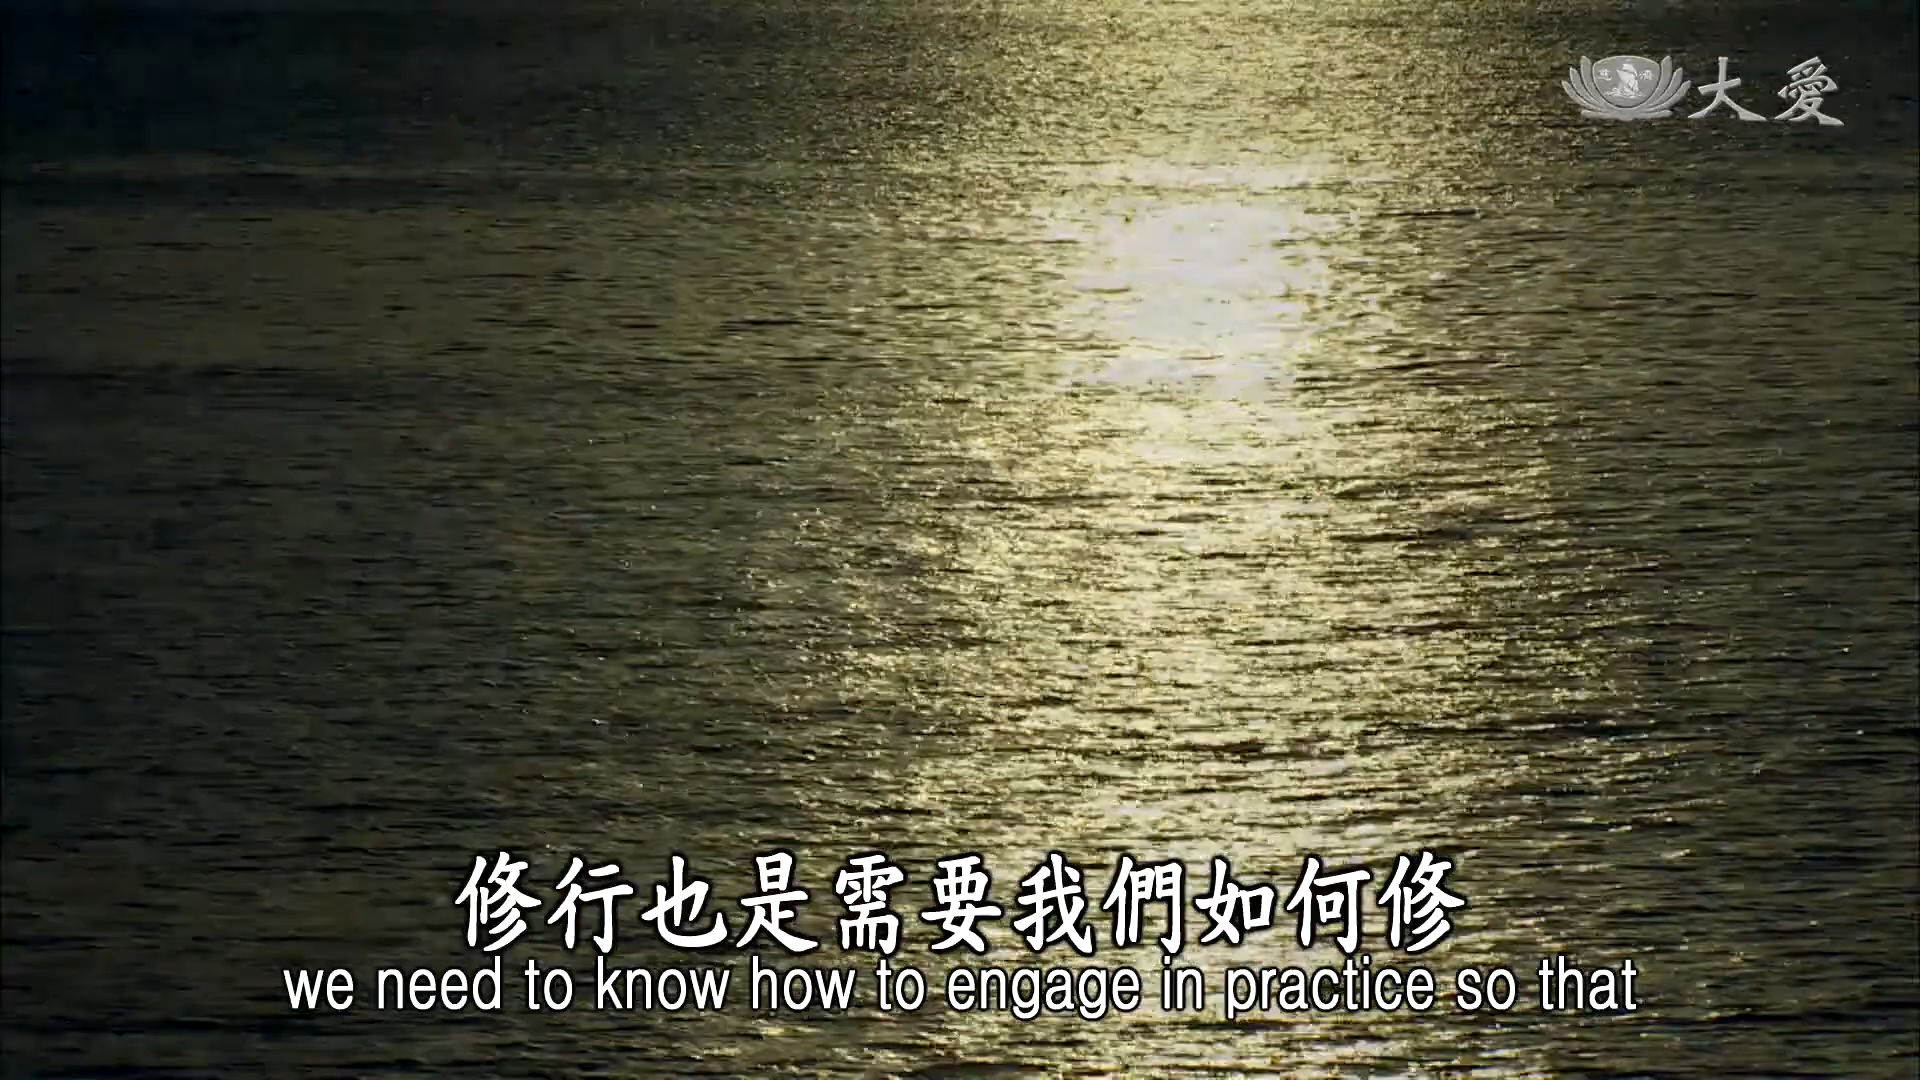 大愛
修行也是需要我們如何修
we need to know how to engage in practice so that